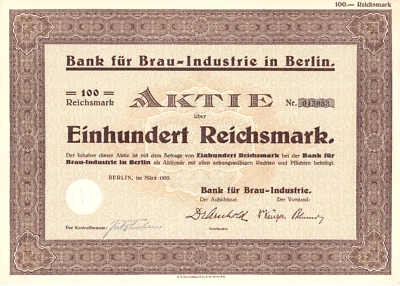 100.— Reichsmark
Bank für Brau-Industrie in Berlin.
100
Reichsmark
AKTIE
Nr. 013033
über
Einhundert Reichsmark.
Der Inhaber dieser Aktie ist mit dem Betrage von Einhundert Reichsmark bei der Bank für
Brau-Industrie in Berlin als Aktionär mit allen satzungsmäßigen Rechten und Pflichten beteiligt.
BERLIN, im März 1933.
Bank für Brau-Industrie.
Der Aufsichtsrat:
Der Vorstand:
Der Kontrollbeamte:
Vorsitzender.